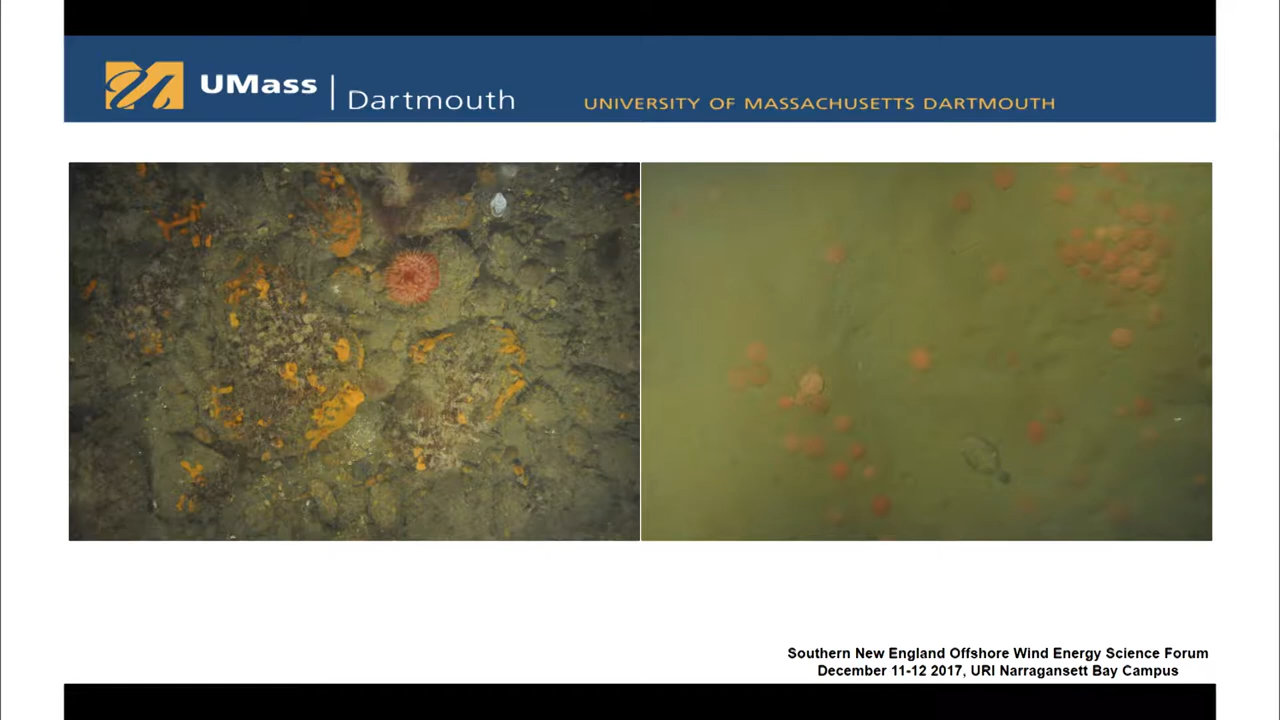 UMass | Dartmouth
UNIVERSITY OF MASSACHUSETTS DARTMOUTH
Southern New England Offshore Wind Energy Science Forum
December 11-12 2017, URI Narragansett Bay Campus